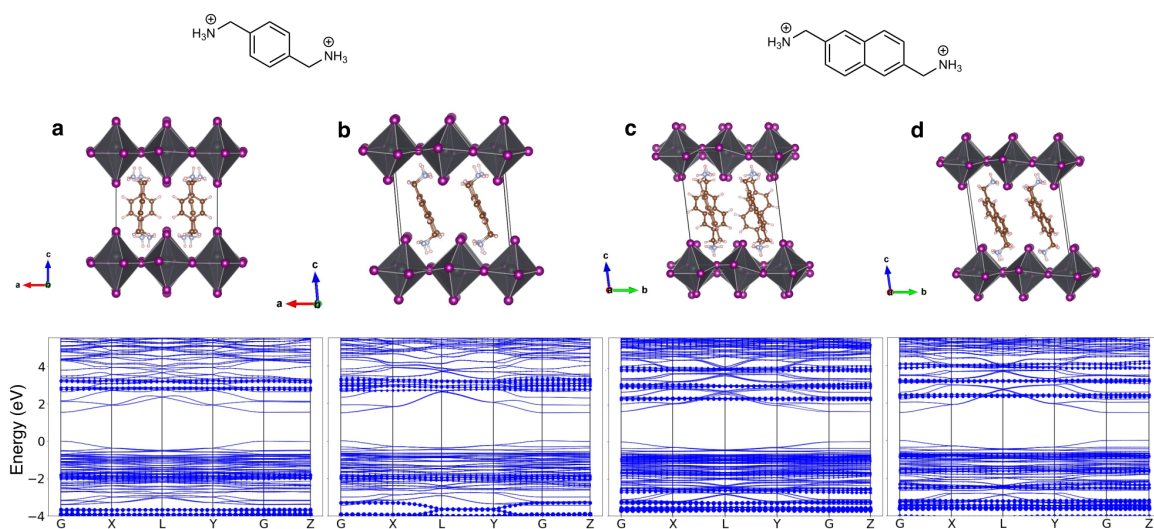 H₃N⊕ ⊕NH₃
H₃N⊕ ⊕NH₃
a b c d
c a
c a
c a b
c a b
Energy (eV)
4
2
0
−2
−4
G X L Y G Z
G X L Y G Z
G X L Y G Z
G X L Y G Z